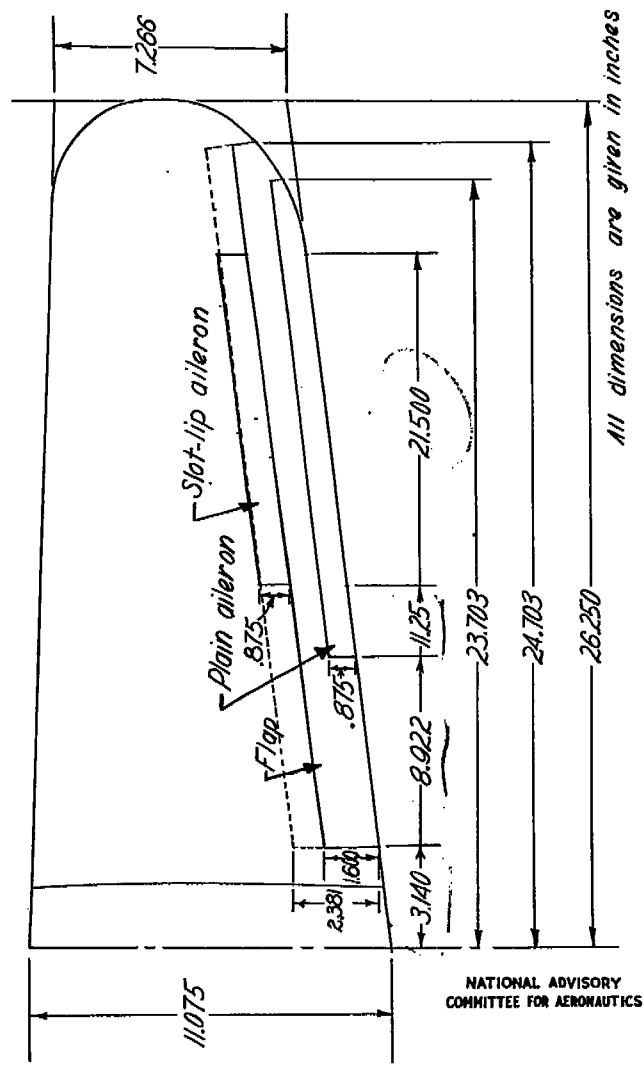 7.266
Slot-lip aileron
Plain aileron
Flap
.875
.875
21.500
11.25
8.922
3.140
1.600
2.381
23.703
24.703
26.250
11.075
All dimensions are given in inches
NATIONAL ADVISORY
COMMITTEE FOR AERONAUTICS